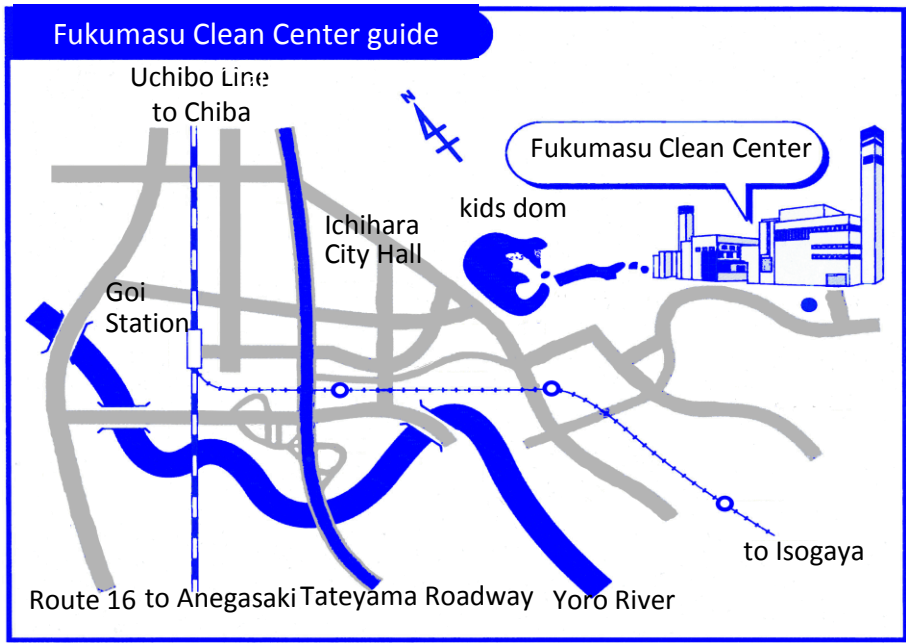 Fukumasu Clean Center guide
Uchibo Line
to Chiba
N
Fukumasu Clean Center
kids dom
Ichihara
City Hall
Goi
Station
to Isogaya
Route 16
to Anegasaki
Tateyama Roadway
Yoro River